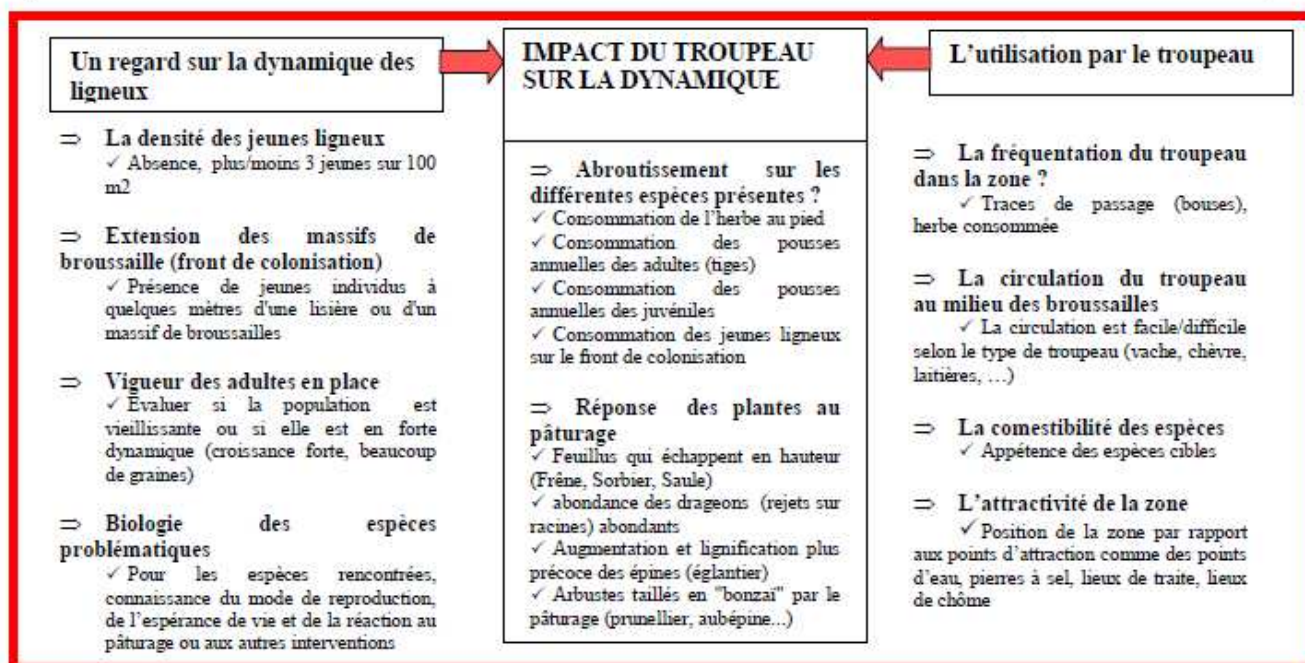 Un regard sur la dynamique des
ligneux
⇒ La densité des jeunes ligneux
✓ Absence, plus/moins 3 jeunes sur 100
m2
⇒ Extension des massifs de
broussaille (front de colonisation)
✓ Présence de jeunes individus à
quelques mètres d'une lisière ou d'un
massif de broussailles
⇒ Vigueur des adultes en place
✓ Evaluer si la population est
vieillissante ou si elle est en forte
dynamique (croissance forte, beaucoup
de graines)
⇒ Biologie des espèces
problématiques
✓ Pour les espèces rencontrées,
connaissance du mode de reproduction,
de l'espérance de vie et de la réaction au
pâturage ou aux autres interventions
IMPACT DU TROUPEAU
SUR LA DYNAMIQUE
⇒ Abroutissement sur les
différentes espèces présentes ?
✓ Consommation de l'herbe au pied
✓ Consommation des pousses
annuelles des adultes (tiges)
✓ Consommation des pousses
annuelles des juvéniles
✓ Consommation des jeunes ligneux
sur le front de colonisation
⇒ Réponse des plantes au
pâturage
✓ Feuillus qui échappent en hauteur
(Frêne, Sorbier, Saule)
✓ abondance des drageons (rejets sur
racines) abondants
✓ Augmentation et lignification plus
précoce des épines (églantier)
✓ Arbustes taillés en "bonzaï" par le
pâturage (prunellier, aubépine...)
L'utilisation par le troupeau
⇒ La fréquentation du troupeau
dans la zone ?
✓ Traces de passage (bouses),
herbe consommée
⇒ La circulation du troupeau
au milieu des broussailles
✓ La circulation est facile/difficile
selon le type de troupeau (vache, chèvre,
laitières, …)
⇒ La comestibilité des espèces
✓ Appétence des espèces cibles
⇒ L'attractivité de la zone
✓ Position de la zone par rapport
aux points d'attraction comme des points
d'eau, pierres à sel, lieux de traite, lieux
de chôme